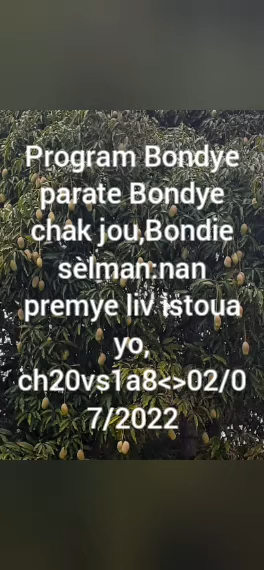 Program Bondye
parate Bondye
chak jou,Bondie
sèlman:nan
premye liv istoua
yo,
ch20vs1a8<>02/0
7/2022